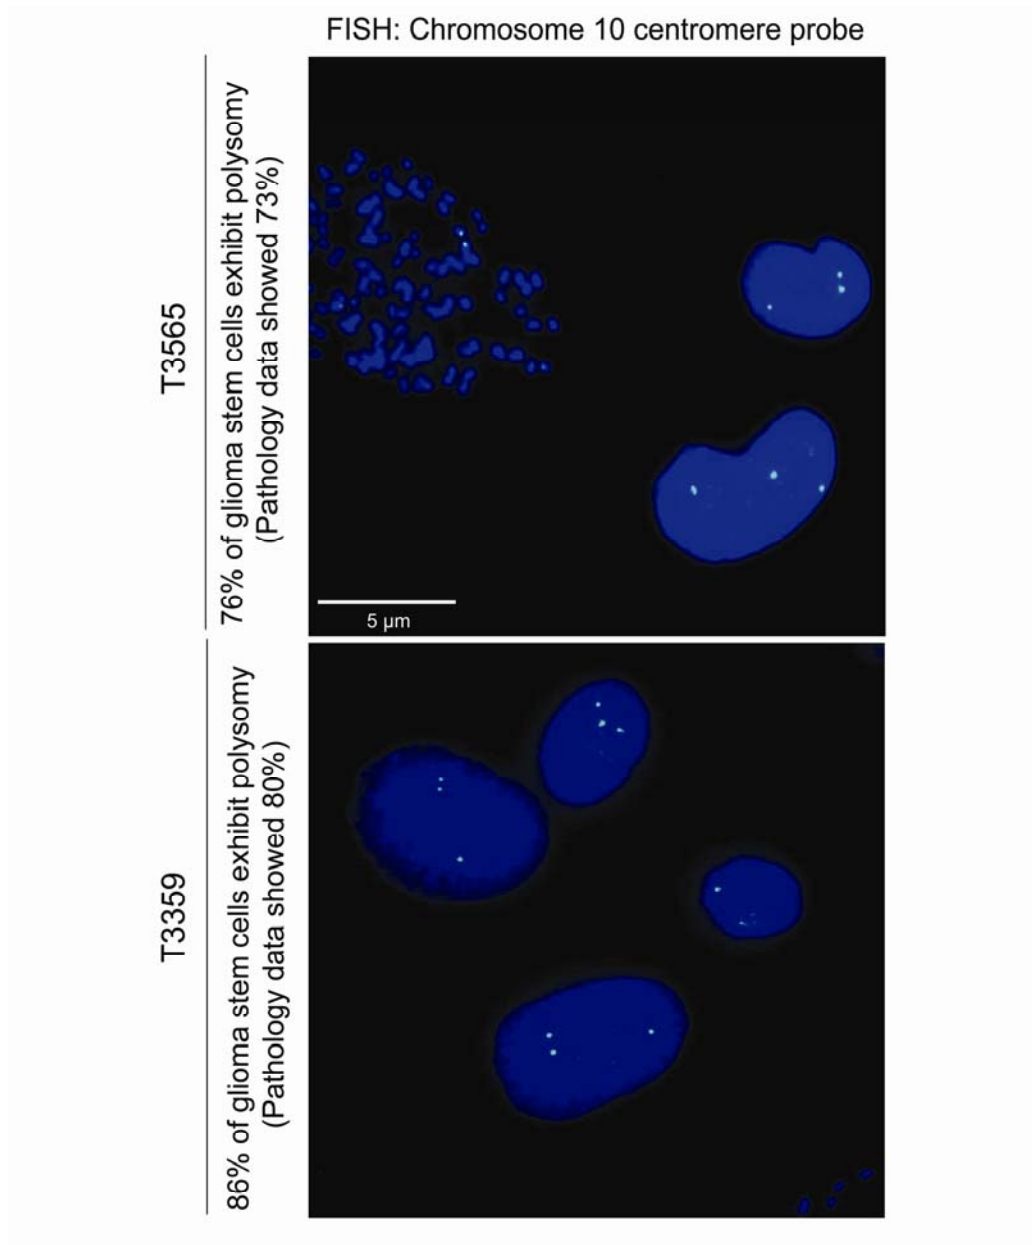 FISH: Chromosome 10 centromere probe
T3565
76% of glioma stem cells exhibit polysomy
(Pathology data showed 73%)
5 µm
T3359
86% of glioma stem cells exhibit polysomy
(Pathology data showed 80%)